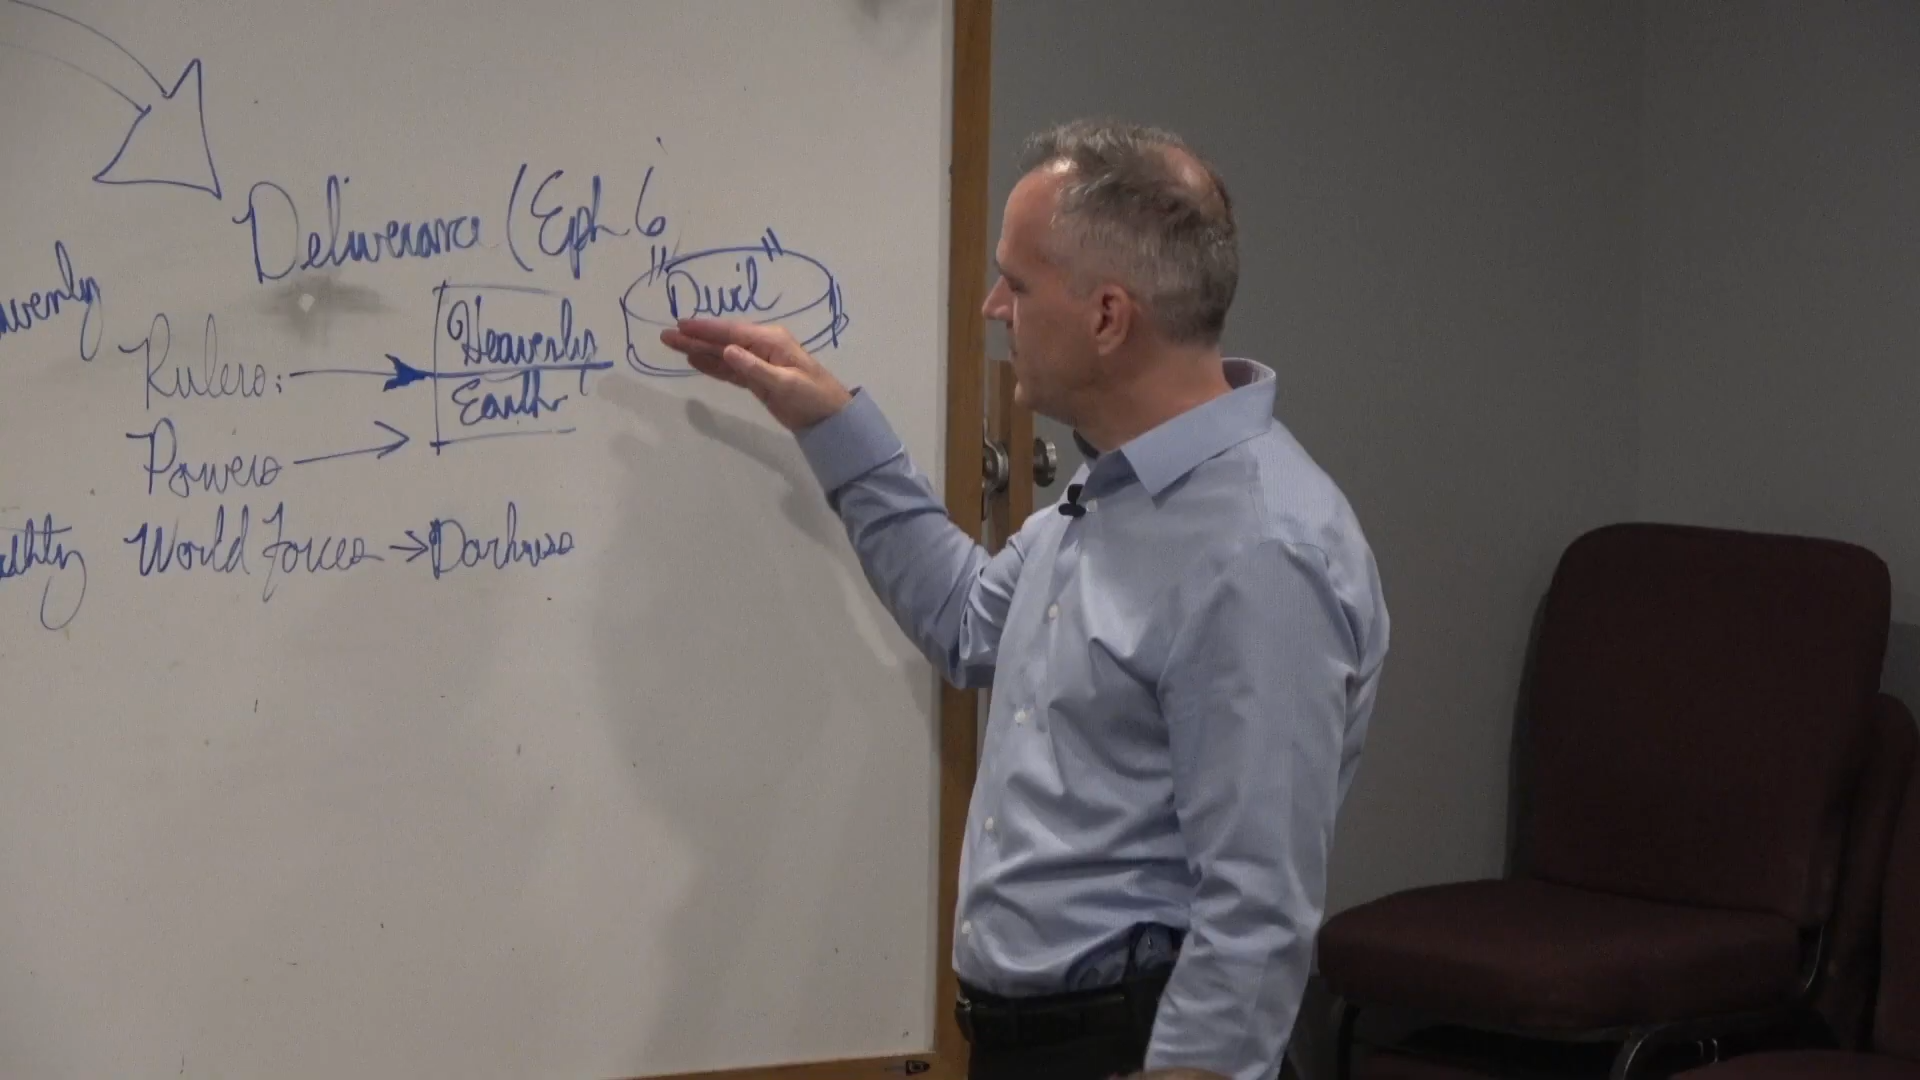 Deliverance (Eph 6
"Devil"
Heavenly
Rulers:
Earth
Powers
World Forces → Darkness